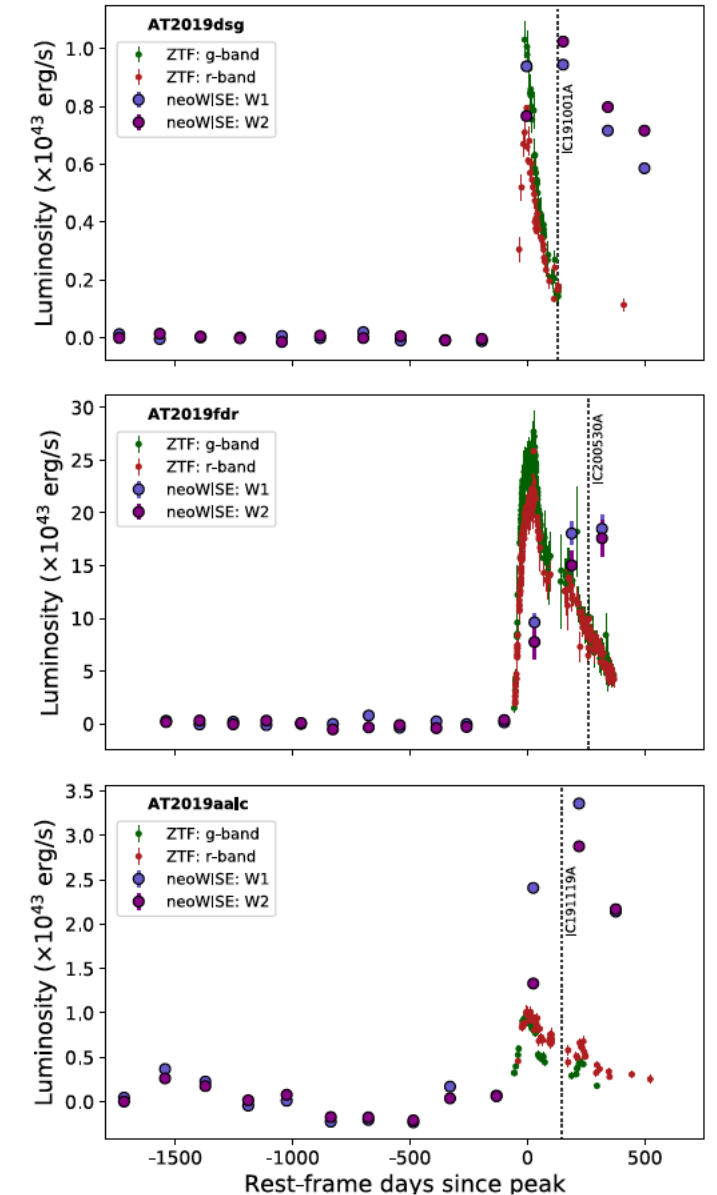 AT2019dsg
ZTF: g-band
ZTF: r-band
neoWISE: W1
neoWISE: W2
IC191001A
Luminosity (×10^43 erg/s)
1.0
0.8
0.6
0.4
0.2
0.0
AT2019fdr
ZTF: g-band
ZTF: r-band
neoWISE: W1
neoWISE: W2
IC200530A
Luminosity (×10^43 erg/s)
30
25
20
15
10
5
0
AT2019aalc
ZTF: g-band
ZTF: r-band
neoWISE: W1
neoWISE: W2
IC191119A
Luminosity (×10^43 erg/s)
3.5
3.0
2.5
2.0
1.5
1.0
0.5
0.0
-1500 -1000 -500 0 500
Rest-frame days since peak